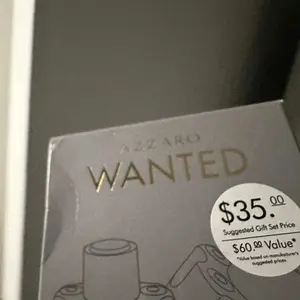 AZZARO
WANTED
$35.00
Suggested Gift Set Price
$60.00 Value*
*Value based on manufacturer's
suggested prices